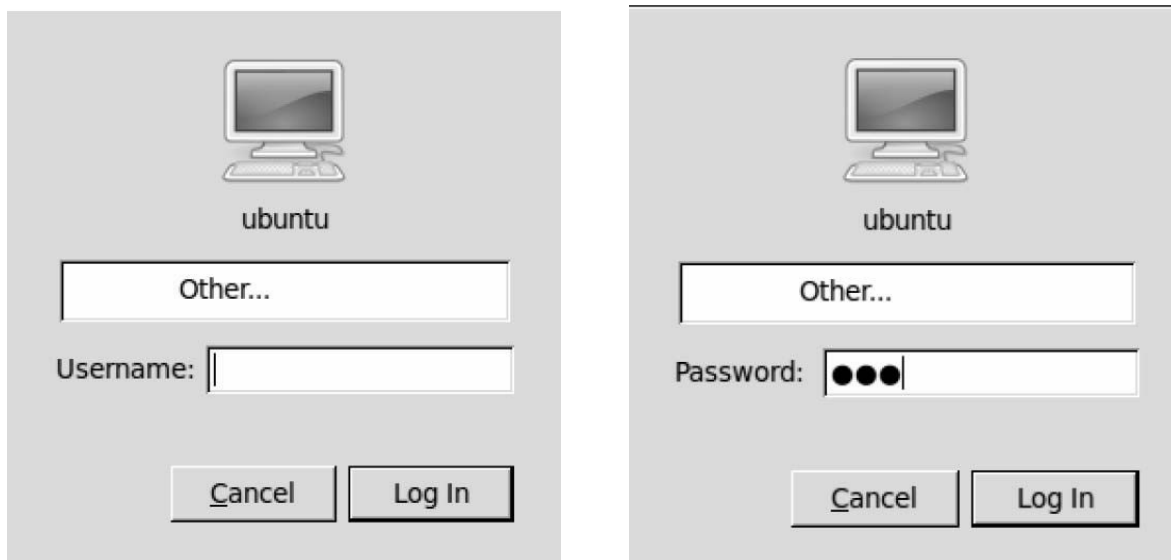 ubuntu
Other...
Username:
Cancel Log In
ubuntu
Other...
Password: ●●●
Cancel Log In